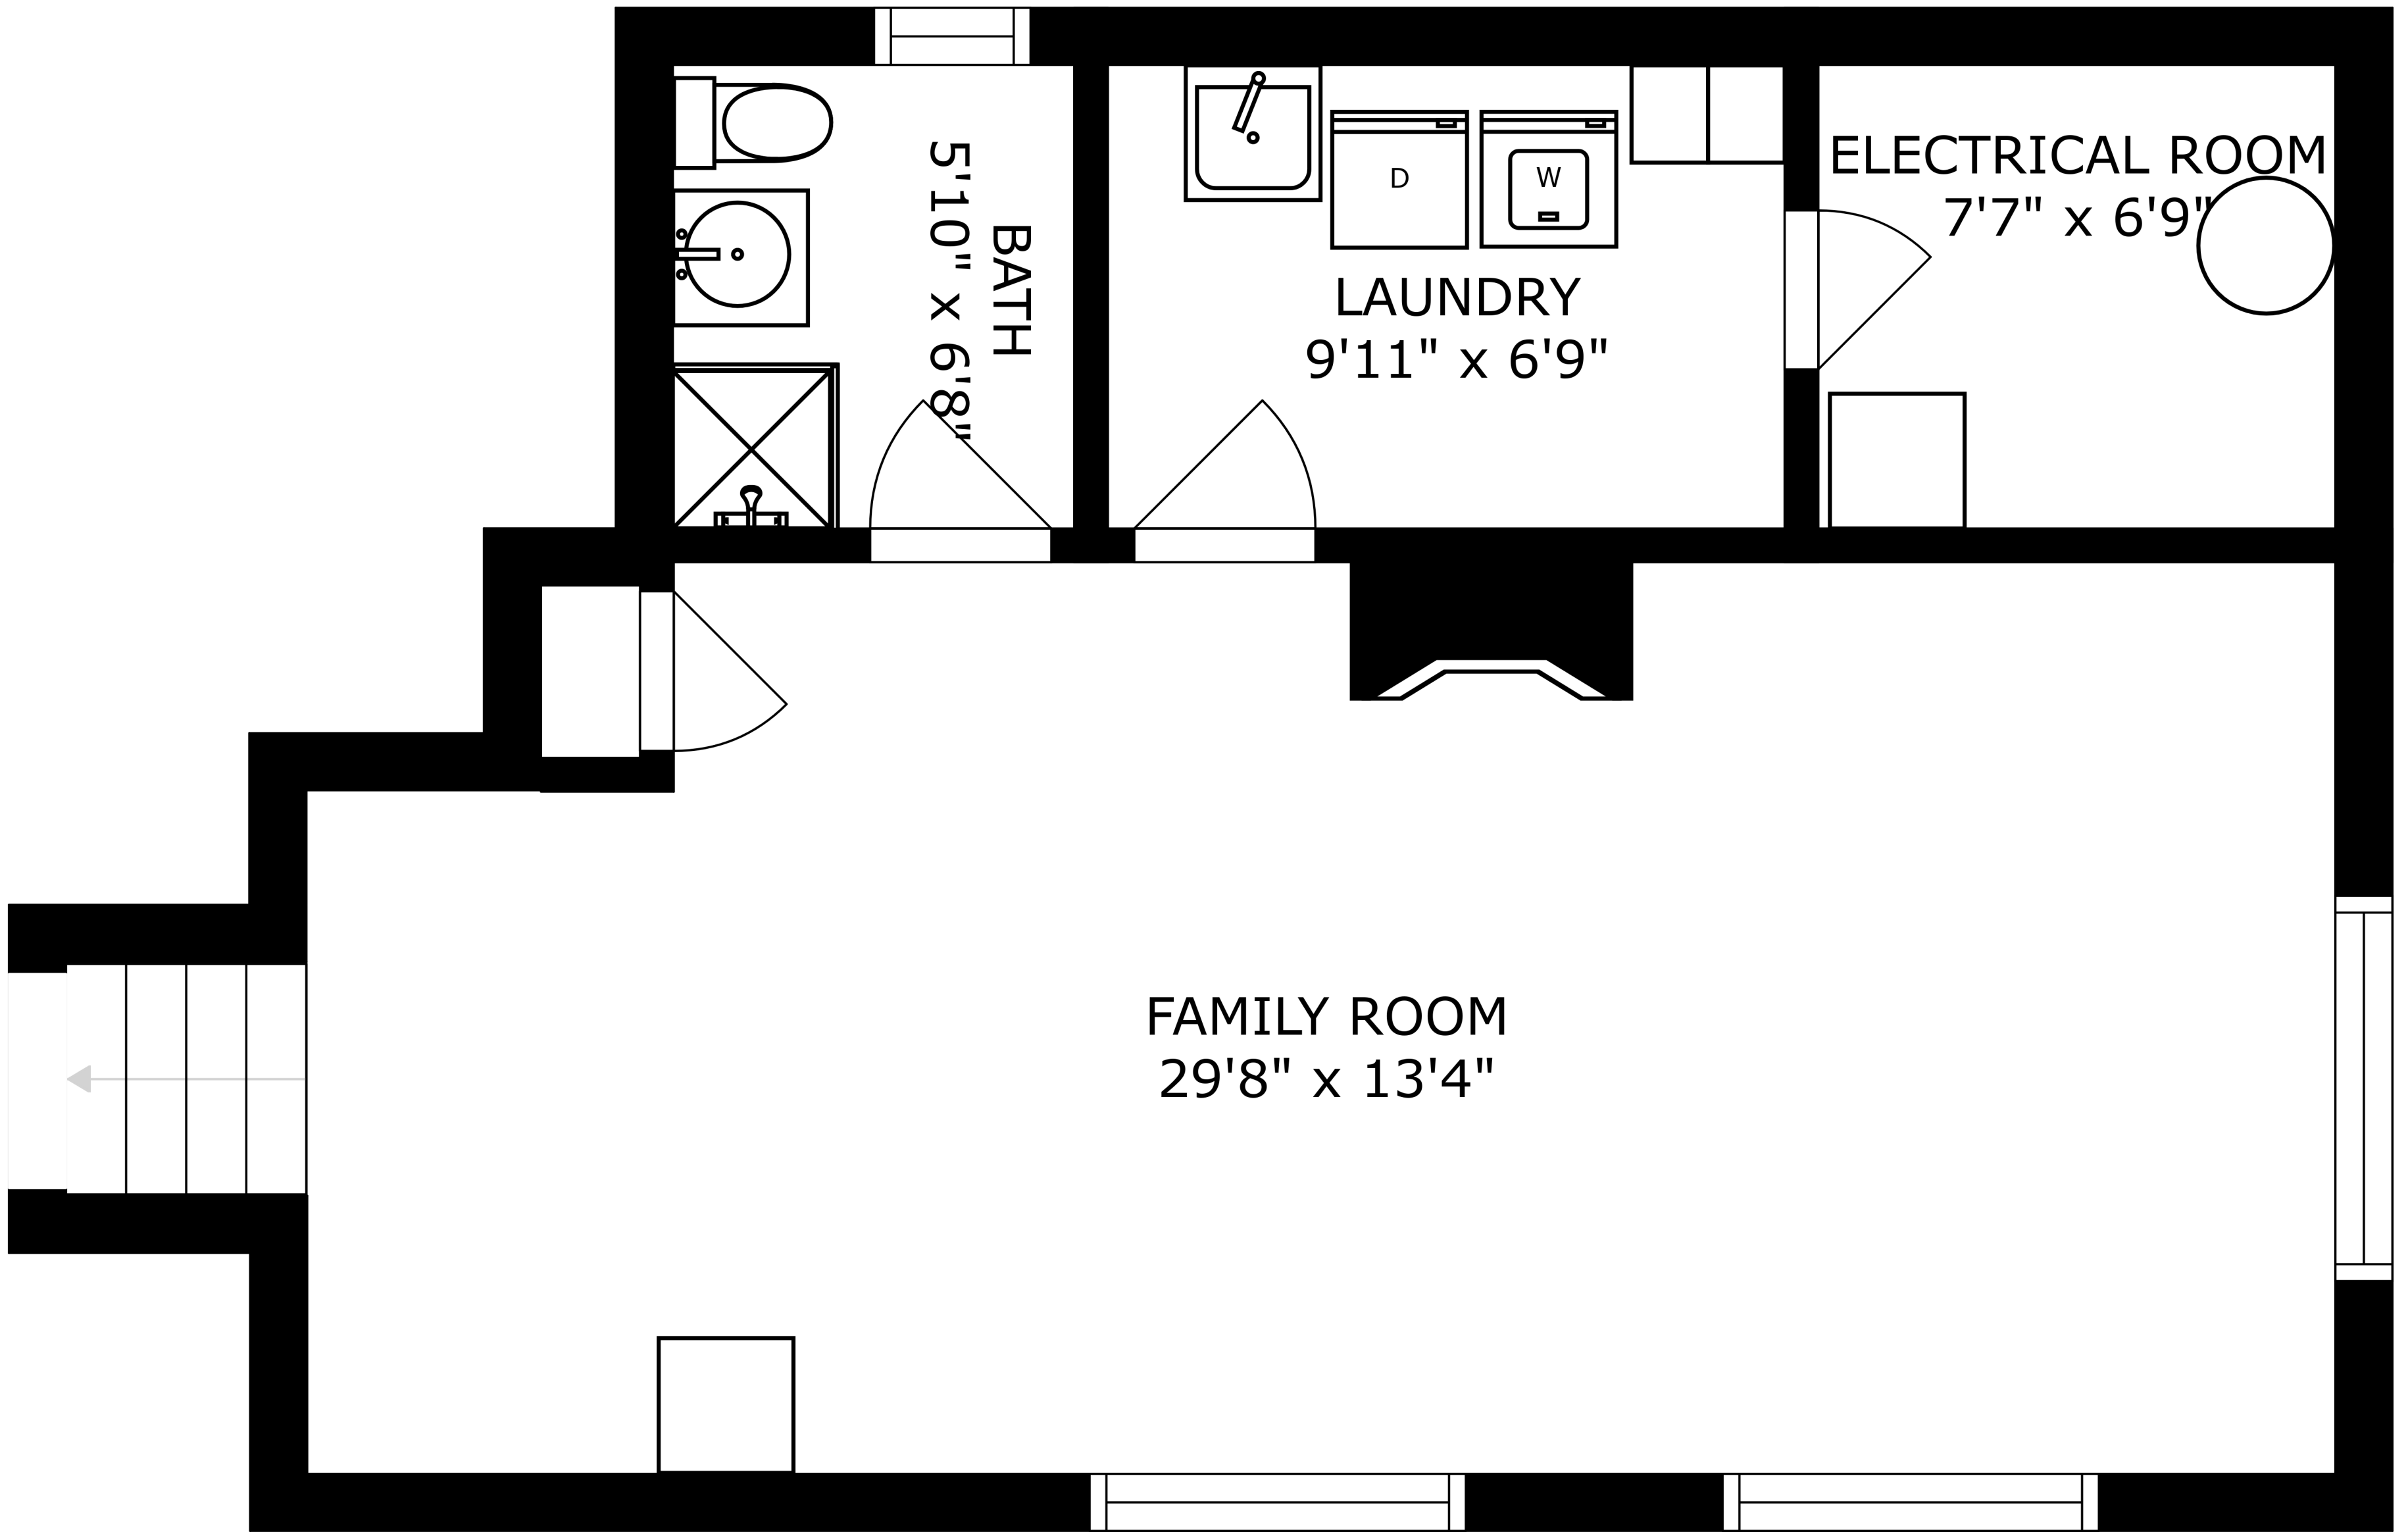 BATH
5'10" x 6'8"
D
W
LAUNDRY
9'11" x 6'9"
ELECTRICAL ROOM
7'7" x 6'9"
FAMILY ROOM
29'8" x 13'4"